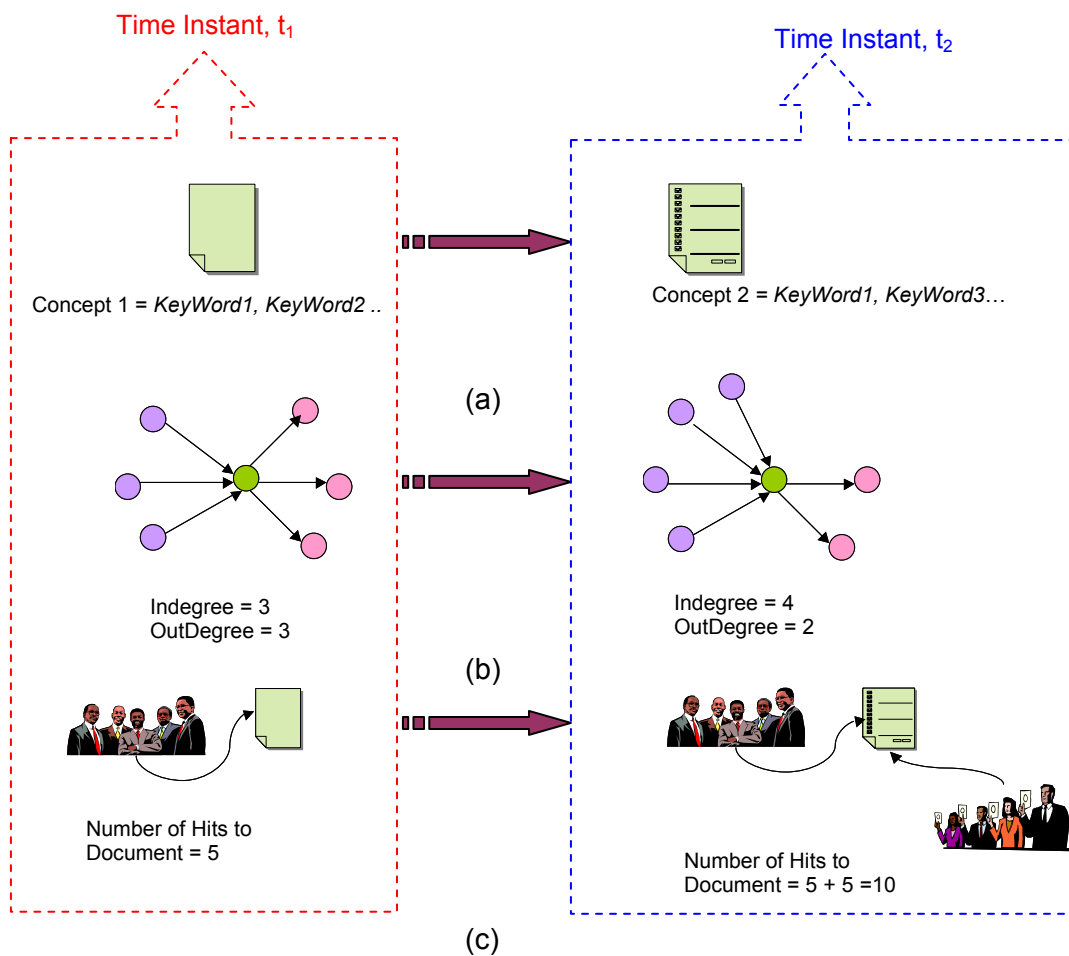 Time Instant, t1
Time Instant, t2
Concept 1 = KeyWord1, KeyWord2 ..
Concept 2 = KeyWord1, KeyWord3…
(a)
Indegree = 3
OutDegree = 3
Indegree = 4
OutDegree = 2
(b)
Number of Hits to
Document = 5
Number of Hits to
Document = 5 + 5 =10
(c)